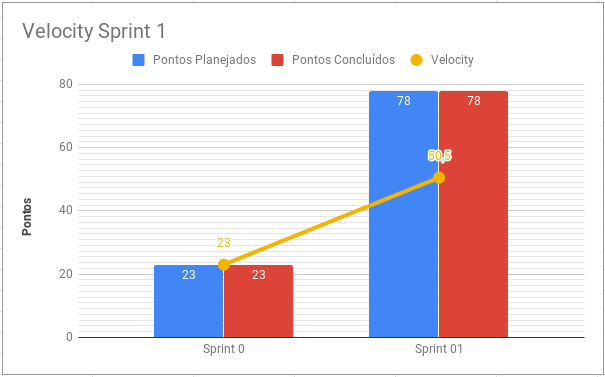 Velocity Sprint 1
Pontos Planejados Pontos Concluídos Velocity
Pontos
80
60
40
20
0
78 78
50,5
23
23 23
Sprint 0 Sprint 01